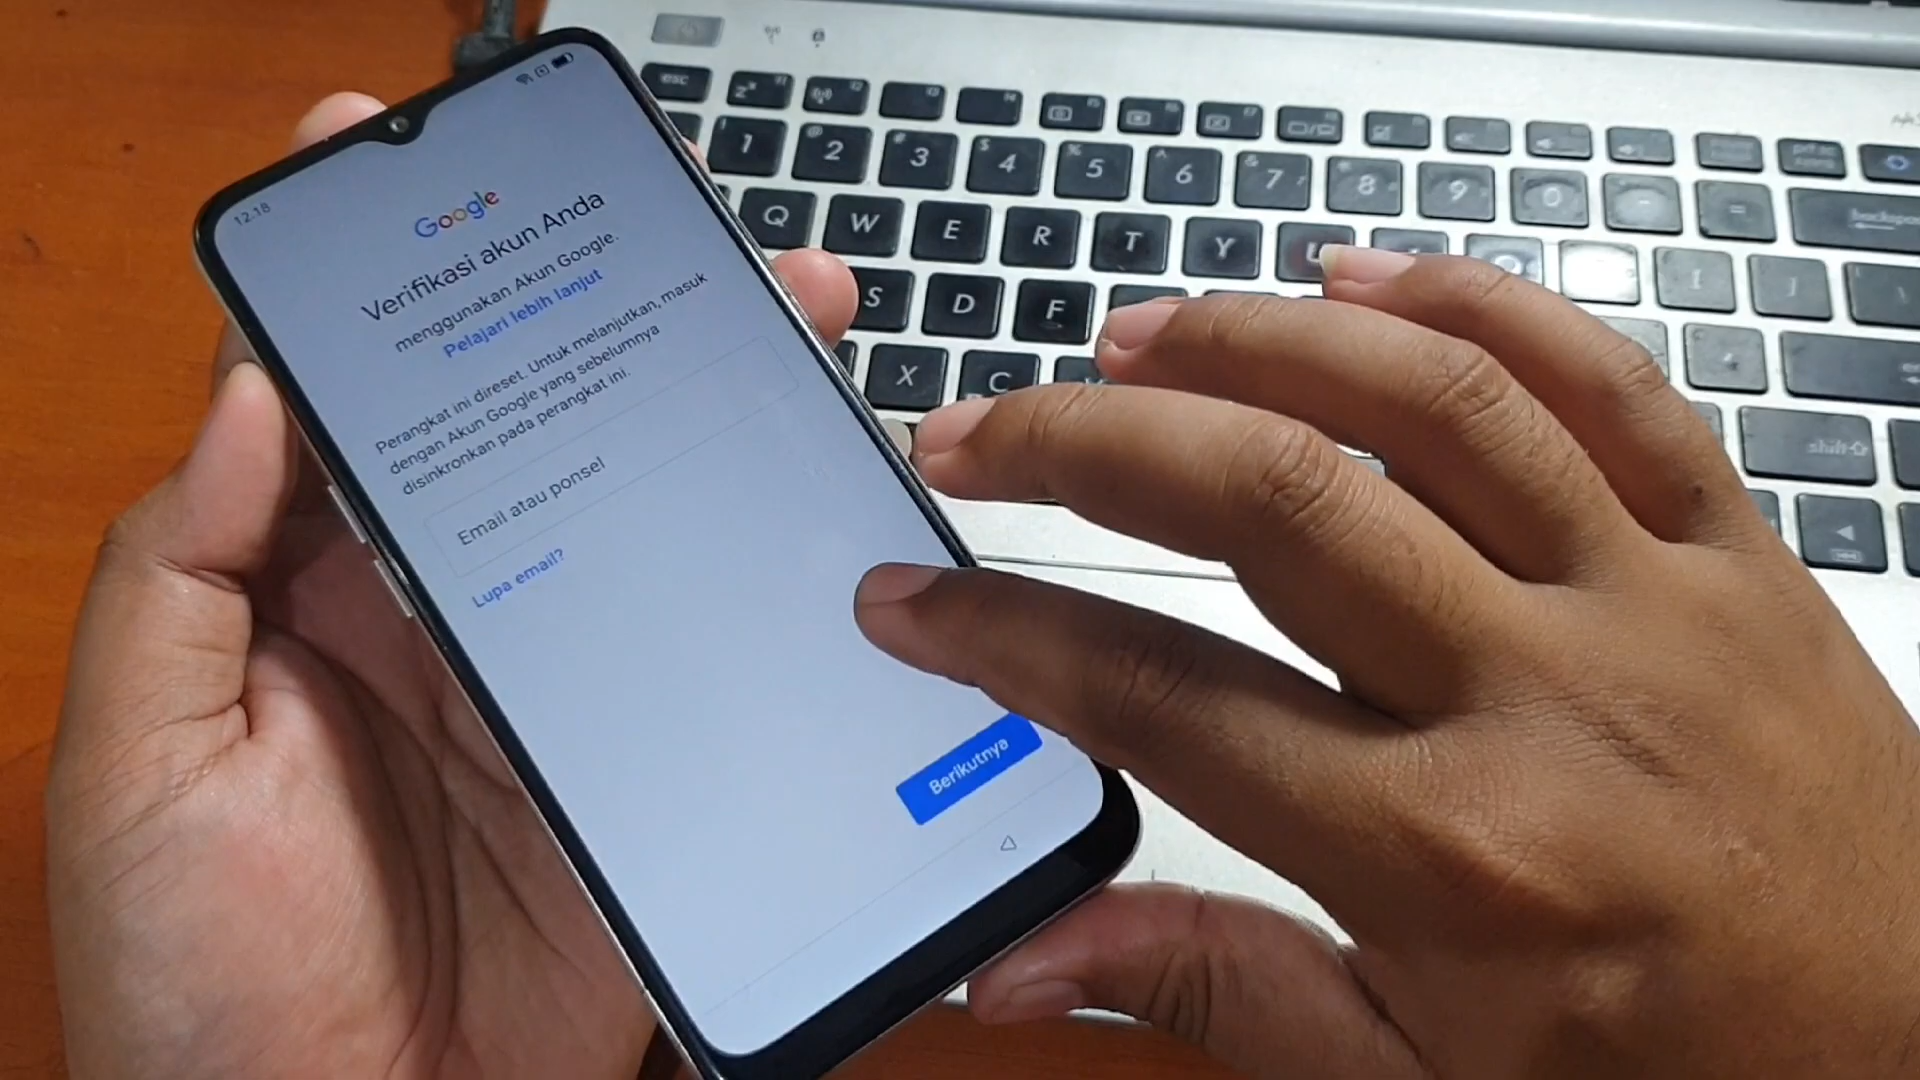 12.18
Google
Verifikasi akun Anda
menggunakan Akun Google.
Pelajari lebih lanjut
Perangkat ini direset. Untuk melanjutkan, masuk
dengan Akun Google yang sebelumnya
disinkronkan pada perangkat ini.
Email atau ponsel
Lupa email?
Berikutnya
esc
1 2 3 4 5 6 7 8 9 0 - =
backspace
Q W E R T Y U
S D F
X C
shift